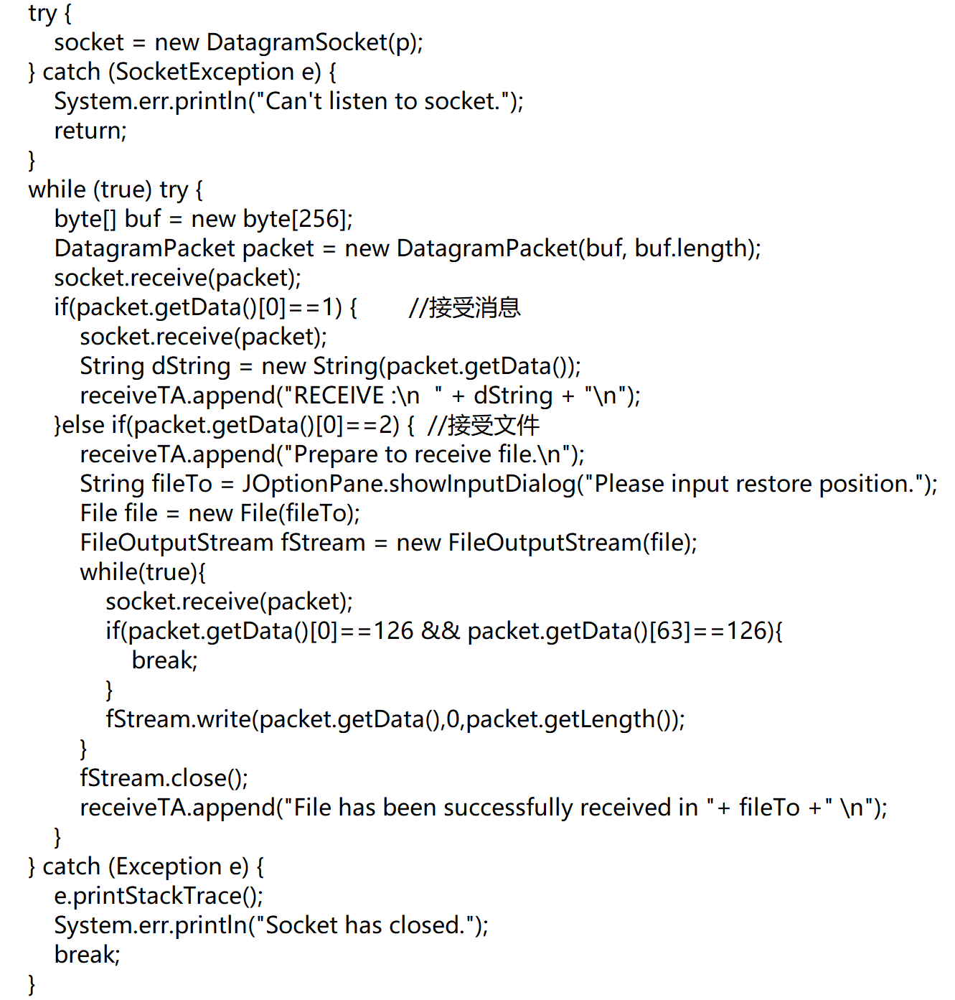 try {
socket = new DatagramSocket(p);
} catch (SocketException e) {
System.err.println("Can't listen to socket.");
return;
}
while (true) try {
byte[] buf = new byte[256];
DatagramPacket packet = new DatagramPacket(buf, buf.length);
socket.receive(packet);
if(packet.getData()[0]==1) { //接受消息
socket.receive(packet);
String dString = new String(packet.getData());
receiveTA.append("RECEIVE :\n  " + dString + "\n");
}else if(packet.getData()[0]==2) { //接受文件
receiveTA.append("Prepare to receive file.\n");
String fileTo = JOptionPane.showInputDialog("Please input restore position.");
File file = new File(fileTo);
FileOutputStream fStream = new FileOutputStream(file);
while(true){
socket.receive(packet);
if(packet.getData()[0]==126 && packet.getData()[63]==126){
break;
}
fStream.write(packet.getData(),0,packet.getLength());
}
fStream.close();
receiveTA.append("File has been successfully received in "+ fileTo +" \n");
}
} catch (Exception e) {
e.printStackTrace();
System.err.println("Socket has closed.");
break;
}